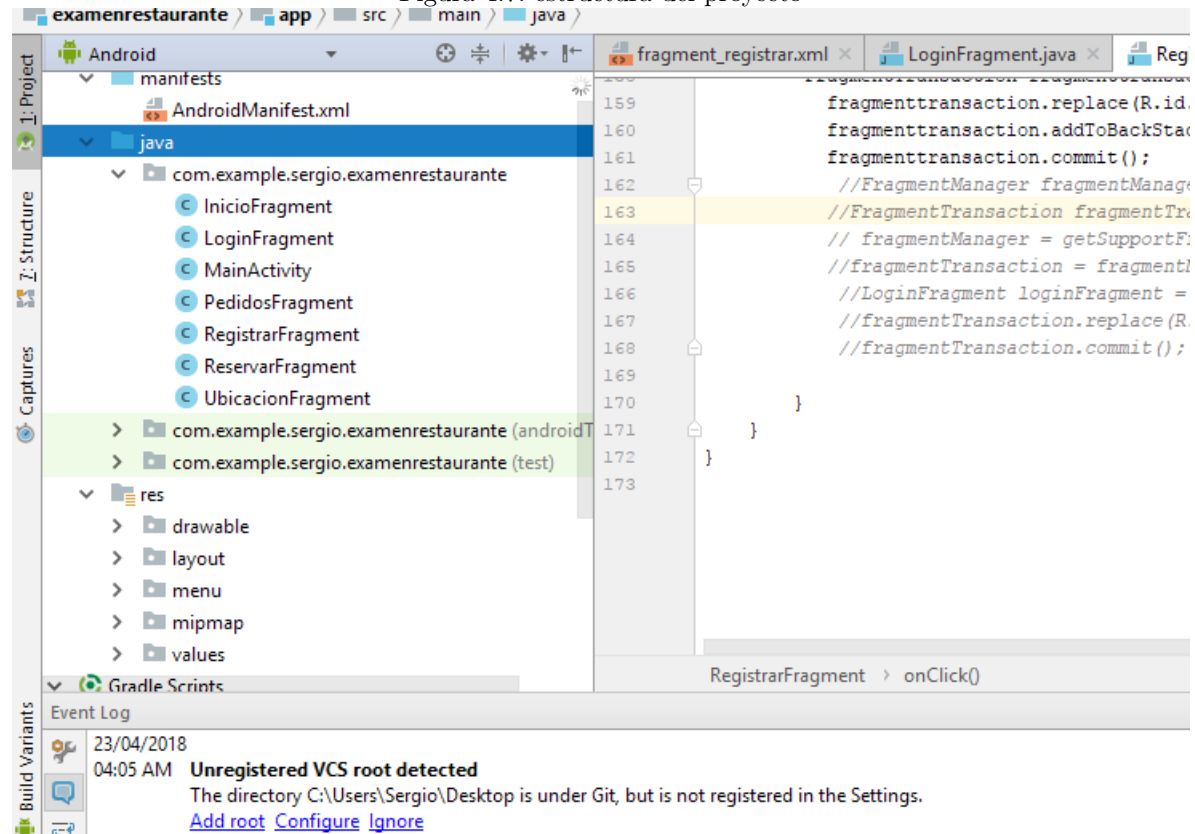 examenrestaurante app src main java
1: Project
7: Structure
Captures
Build Variants
Android
manifests
AndroidManifest.xml
java
com.example.sergio.examenrestaurante
InicioFragment
LoginFragment
MainActivity
PedidosFragment
RegistrarFragment
ReservarFragment
UbicacionFragment
com.example.sergio.examenrestaurante (androidT
com.example.sergio.examenrestaurante (test)
res
drawable
layout
menu
mipmap
values
Gradle Scripts
fragment_registrar.xml LoginFragment.java Reg
159 fragmenttransaction.replace(R.id.
160 fragmenttransaction.addToBackStac
161 fragmenttransaction.commit();
162 //FragmentManager fragmentManage
163 //FragmentTransaction fragmentTra
164 // fragmentManager = getSupportF
165 //fragmentTransaction = fragmentM
166 //LoginFragment loginFragment =
167 //fragmentTransaction.replace(R.
168 //fragmentTransaction.commit();
169
170 }
171 }
172 }
173
RegistrarFragment > onClick()
Event Log
23/04/2018
04:05 AM Unregistered VCS root detected
The directory C:\Users\Sergio\Desktop is under Git, but is not registered in the Settings.
Add root Configure Ignore